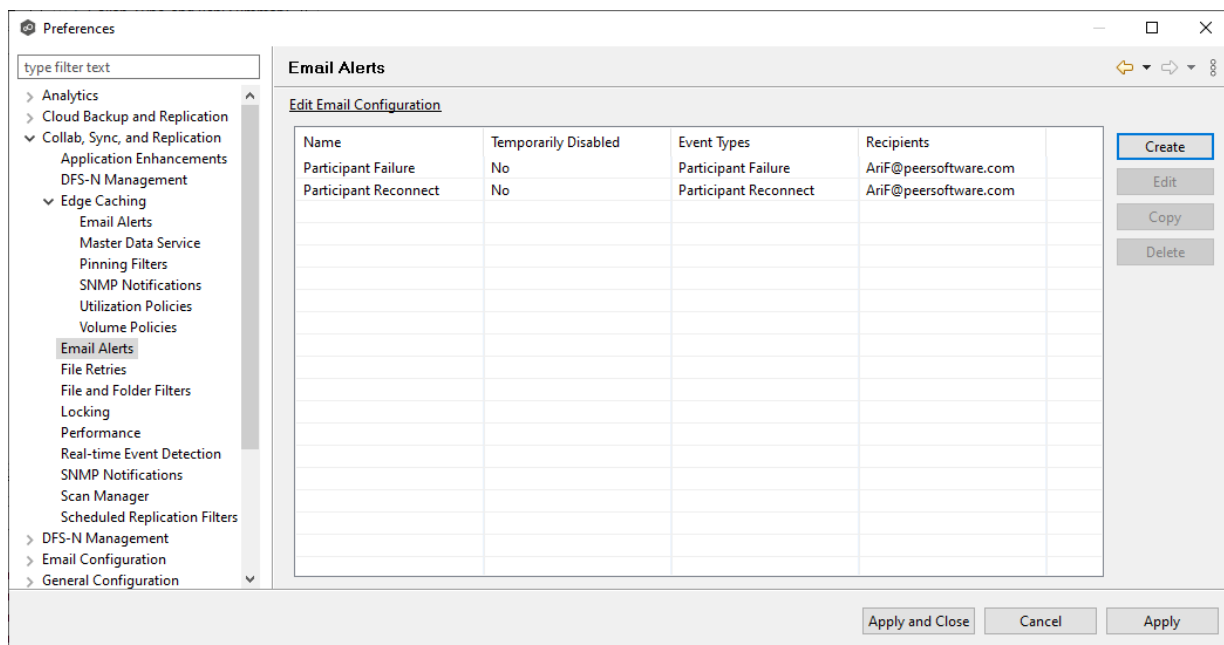 Preferences
type filter text
Analytics
Cloud Backup and Replication
Collab, Sync, and Replication
Application Enhancements
DFS-N Management
Edge Caching
Email Alerts
Master Data Service
Pinning Filters
SNMP Notifications
Utilization Policies
Volume Policies
Email Alerts
File Retries
File and Folder Filters
Locking
Performance
Real-time Event Detection
SNMP Notifications
Scan Manager
Scheduled Replication Filters
DFS-N Management
Email Configuration
General Configuration
Email Alerts
Edit Email Configuration
Name Temporarily Disabled Event Types Recipients
Participant Failure No Participant Failure AriF@peersoftware.com
Participant Reconnect No Participant Reconnect AriF@peersoftware.com
Create
Edit
Copy
Delete
Apply and Close Cancel Apply